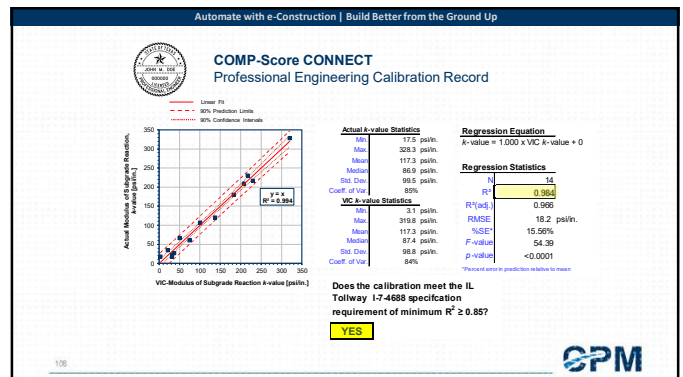 Automate with e-Construction | Build Better from the Ground Up
STATE OF TEXAS
JOHN M. DOE
000000
LICENSED
PROFESSIONAL ENGINEER
COMP-Score CONNECT
Professional Engineering Calibration Record
Linear Fit
90% Prediction Limits
90% Confidence Intervals
Actual Modulus of Subgrade Reaction,
k-value [psi/in.]
350
300
250
200
150
100
50
0
0 50 100 150 200 250 300 350
y = x
R² = 0.994
VIC-Modulus of Subgrade Reaction k-value [psi/in.]
Actual k-value Statistics
Min. 17.5 psi/in.
Max. 328.3 psi/in.
Mean 117.3 psi/in.
Median 86.9 psi/in.
Std. Dev. 99.5 psi/in.
Coeff. of Var. 85%
VIC k-value Statistics
Min. 3.1 psi/in.
Max. 319.8 psi/in.
Mean 117.3 psi/in.
Median 87.4 psi/in.
Std. Dev. 98.8 psi/in.
Coeff. of Var. 84%
Regression Equation
k-value = 1.000 x VIC k-value + 0
Regression Statistics
N 14
R² 0.984
R²(adj.) 0.966
RMSE 18.2 psi/in.
%SE* 15.56%
F-value 54.39
p-value <0.0001
*Percent error in prediction relative to mean
Does the calibration meet the IL
Tollway I-7-4688 specifcation
requirement of minimum R² ≥ 0.85?
YES
108
CPM